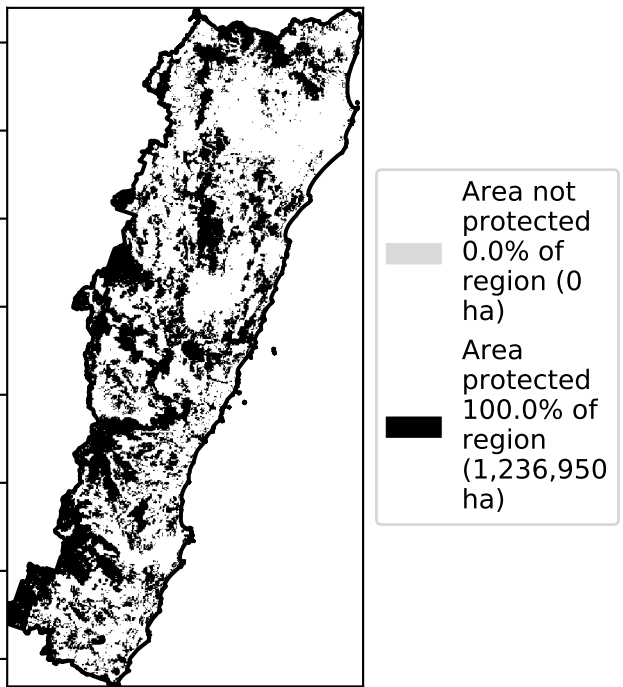 Area not
protected
0.0% of
region (0
ha)
Area
protected
100.0% of
region
(1,236,950
ha)